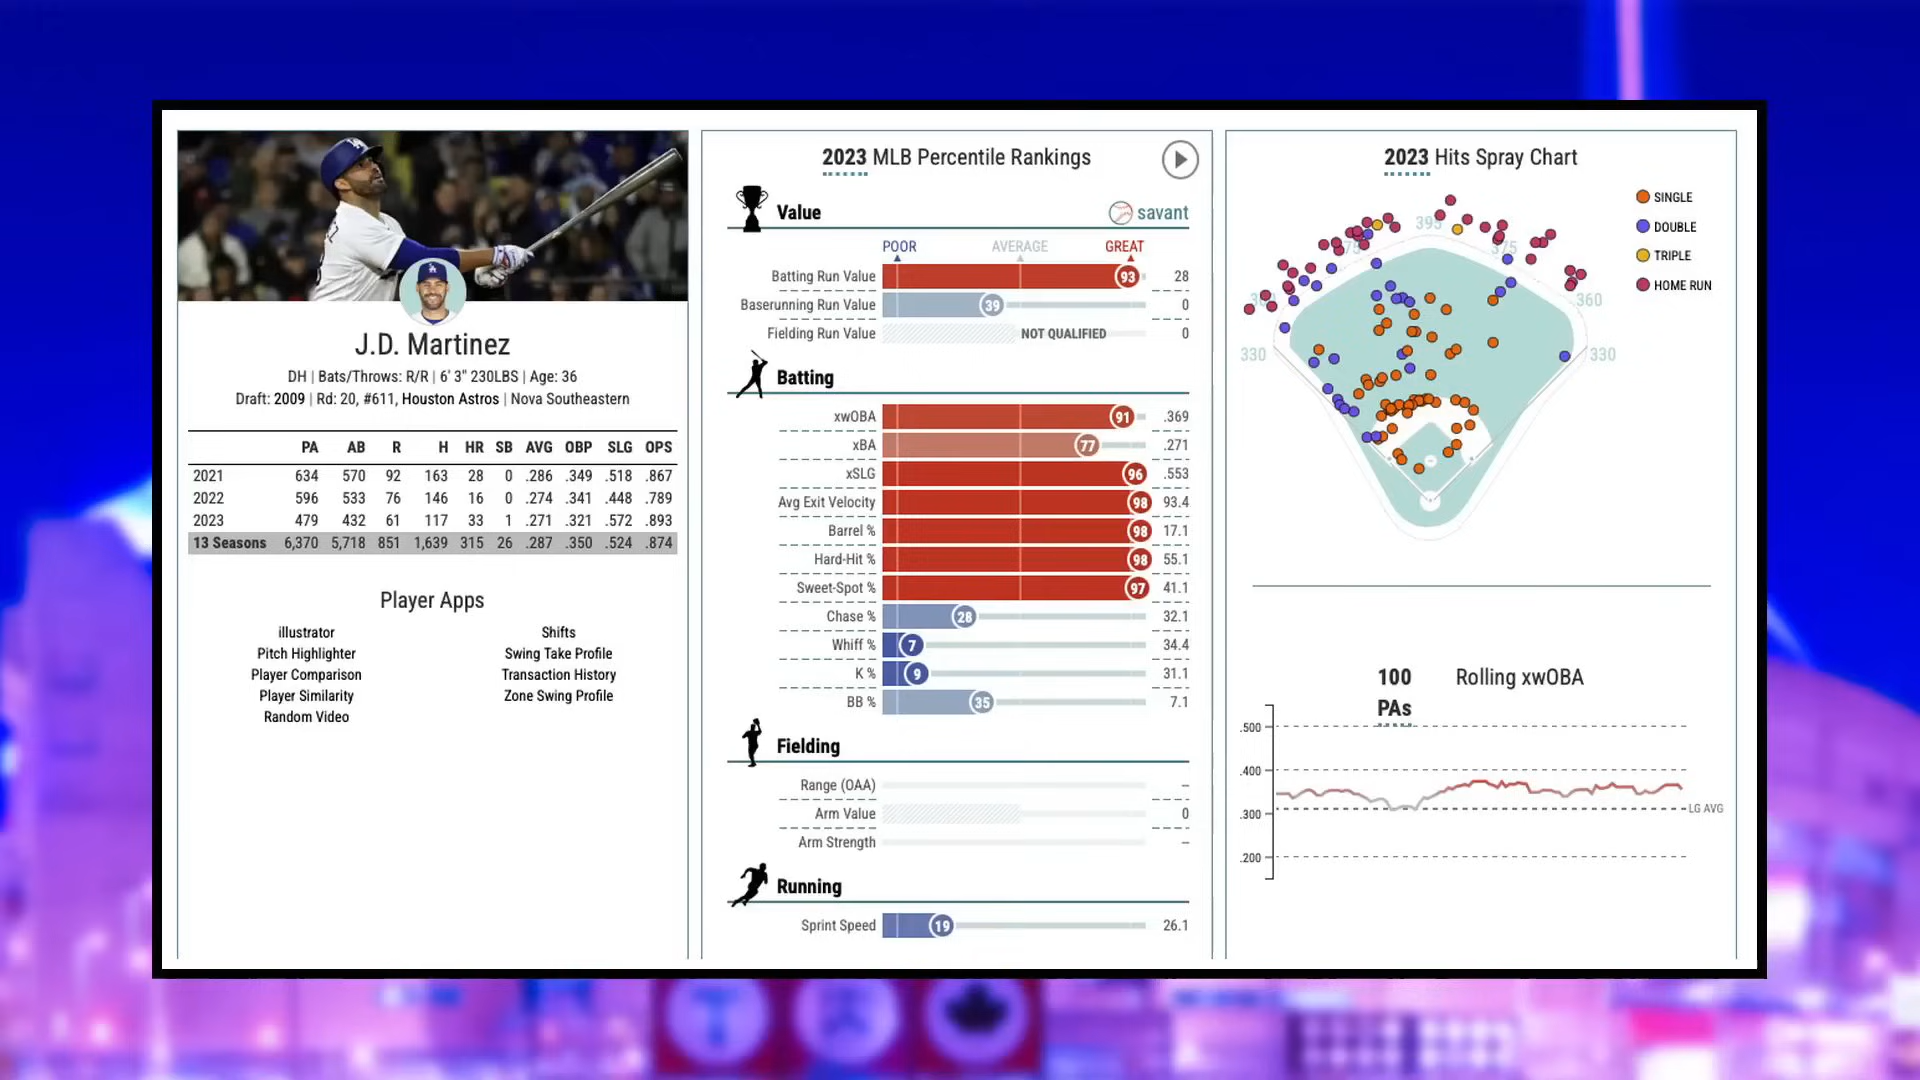 J.D. Martinez
DH | Bats/Throws: R/R | 6' 3" 230LBS | Age: 36
Draft: 2009 | Rd: 20, #611, Houston Astros | Nova Southeastern
PA AB R H HR SB AVG OBP SLG OPS
2021 634 570 92 163 28 0 .286 .349 .518 .867
2022 596 533 76 146 16 0 .274 .341 .448 .789
2023 479 432 61 117 33 1 .271 .321 .572 .893
13 Seasons 6,370 5,718 851 1,639 315 26 .287 .350 .524 .874
Player Apps
illustrator Shifts
Pitch Highlighter Swing Take Profile
Player Comparison Transaction History
Player Similarity Zone Swing Profile
Random Video
2023 MLB Percentile Rankings
Value savant
POOR AVERAGE GREAT
Batting Run Value 93 28
Baserunning Run Value 39 0
Fielding Run Value NOT QUALIFIED 0
Batting
xwOBA 91 .369
xBA 77 .271
xSLG 96 .553
Avg Exit Velocity 98 93.4
Barrel % 98 17.1
Hard-Hit % 98 55.1
Sweet-Spot % 97 41.1
Chase % 28 32.1
Whiff % 7 34.4
K % 9 31.1
BB % 35 7.1
Fielding
Range (OAA) --
Arm Value 0
Arm Strength --
Running
Sprint Speed 19 26.1
2023 Hits Spray Chart
SINGLE
DOUBLE
TRIPLE
HOME RUN
395
375
360
330 330
100 Rolling xwOBA
PAs
.500
.400
.300
LG AVG
.200